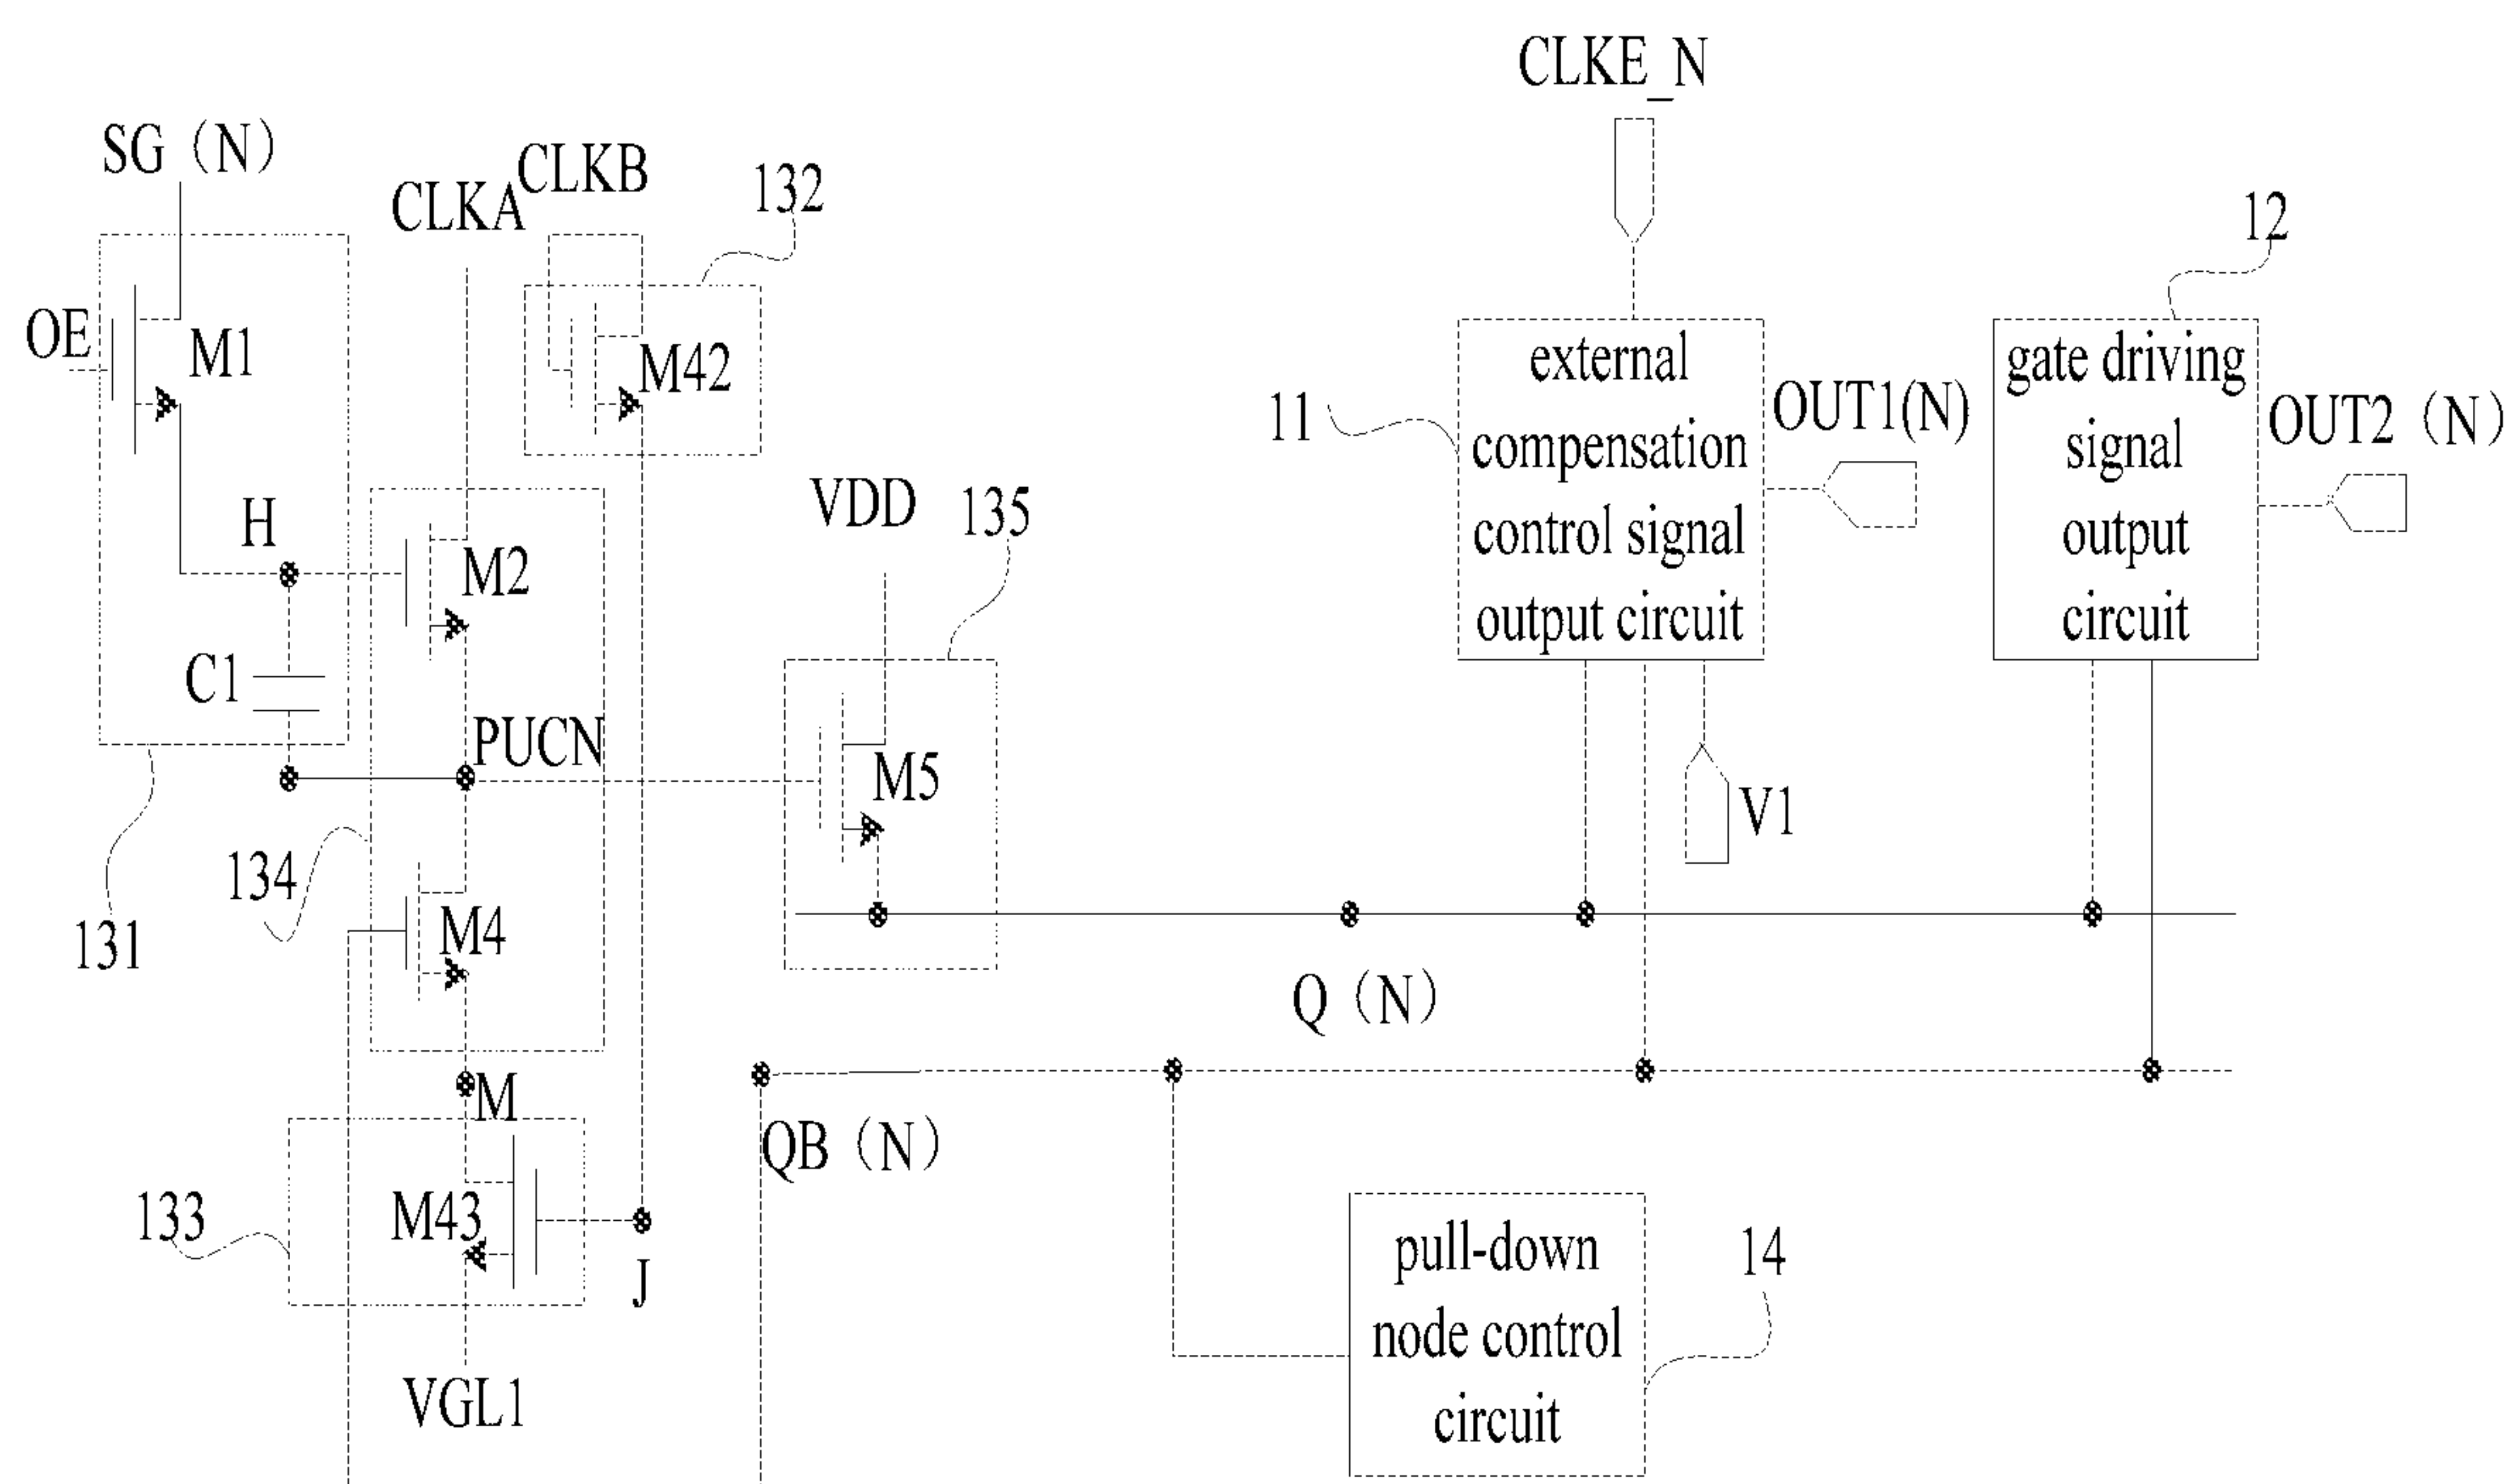 CLKE_N
SG (N)
CLKB
CLKA
132
12
OE
M1
M42
external
compensation
control signal
output circuit
gate driving
signal
output
circuit
11
OUT1(N)
OUT2 (N)
H
VDD
135
M2
C1
PUCN
M5
V1
134
131
M4
Q (N)
M
QB (N)
133
M43
J
pull-down
node control
circuit
14
VGL1